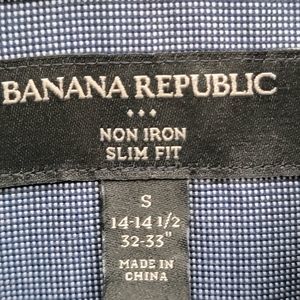 BANANA REPUBLIC
NON IRON
SLIM FIT
S
14-14 1/2
32-33"
MADE IN
CHINA